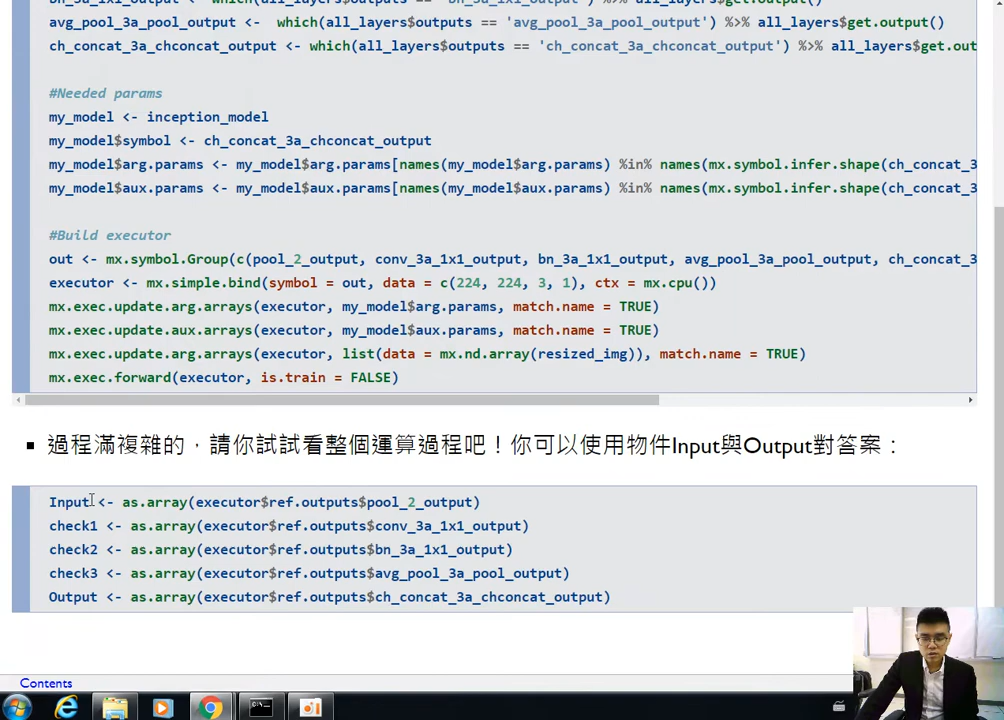 avg_pool_3a_pool_output <-  which(all_layers$outputs == 'avg_pool_3a_pool_output') %>% all_layers$get.output()
ch_concat_3a_chconcat_output <- which(all_layers$outputs == 'ch_concat_3a_chconcat_output') %>% all_layers$get.out
#Needed params
my_model <- inception_model
my_model$symbol <- ch_concat_3a_chconcat_output
my_model$arg.params <- my_model$arg.params[names(my_model$arg.params) %in% names(mx.symbol.infer.shape(ch_concat_3
my_model$aux.params <- my_model$aux.params[names(my_model$aux.params) %in% names(mx.symbol.infer.shape(ch_concat_3
#Build executor
out <- mx.symbol.Group(c(pool_2_output, conv_3a_1x1_output, bn_3a_1x1_output, avg_pool_3a_pool_output, ch_concat_3
executor <- mx.simple.bind(symbol = out, data = c(224, 224, 3, 1), ctx = mx.cpu())
mx.exec.update.arg.arrays(executor, my_model$arg.params, match.name = TRUE)
mx.exec.update.aux.arrays(executor, my_model$aux.params, match.name = TRUE)
mx.exec.update.arg.arrays(executor, list(data = mx.nd.array(resized_img)), match.name = TRUE)
mx.exec.forward(executor, is.train = FALSE)
▪ 過程滿複雜的，請你試試看整個運算過程吧！你可以使用物件Input與Output對答案：
Input <- as.array(executor$ref.outputs$pool_2_output)
check1 <- as.array(executor$ref.outputs$conv_3a_1x1_output)
check2 <- as.array(executor$ref.outputs$bn_3a_1x1_output)
check3 <- as.array(executor$ref.outputs$avg_pool_3a_pool_output)
Output <- as.array(executor$ref.outputs$ch_concat_3a_chconcat_output)
Contents